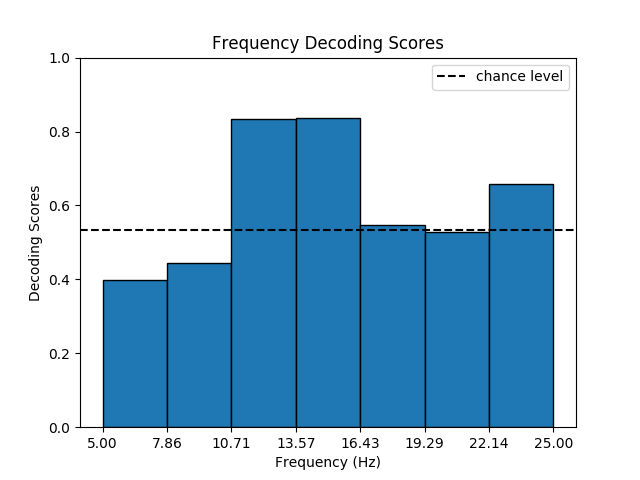 Frequency Decoding Scores
chance level
1.0
0.8
0.6
0.4
0.2
0.0
Decoding Scores
5.00 7.86 10.71 13.57 16.43 19.29 22.14 25.00
Frequency (Hz)